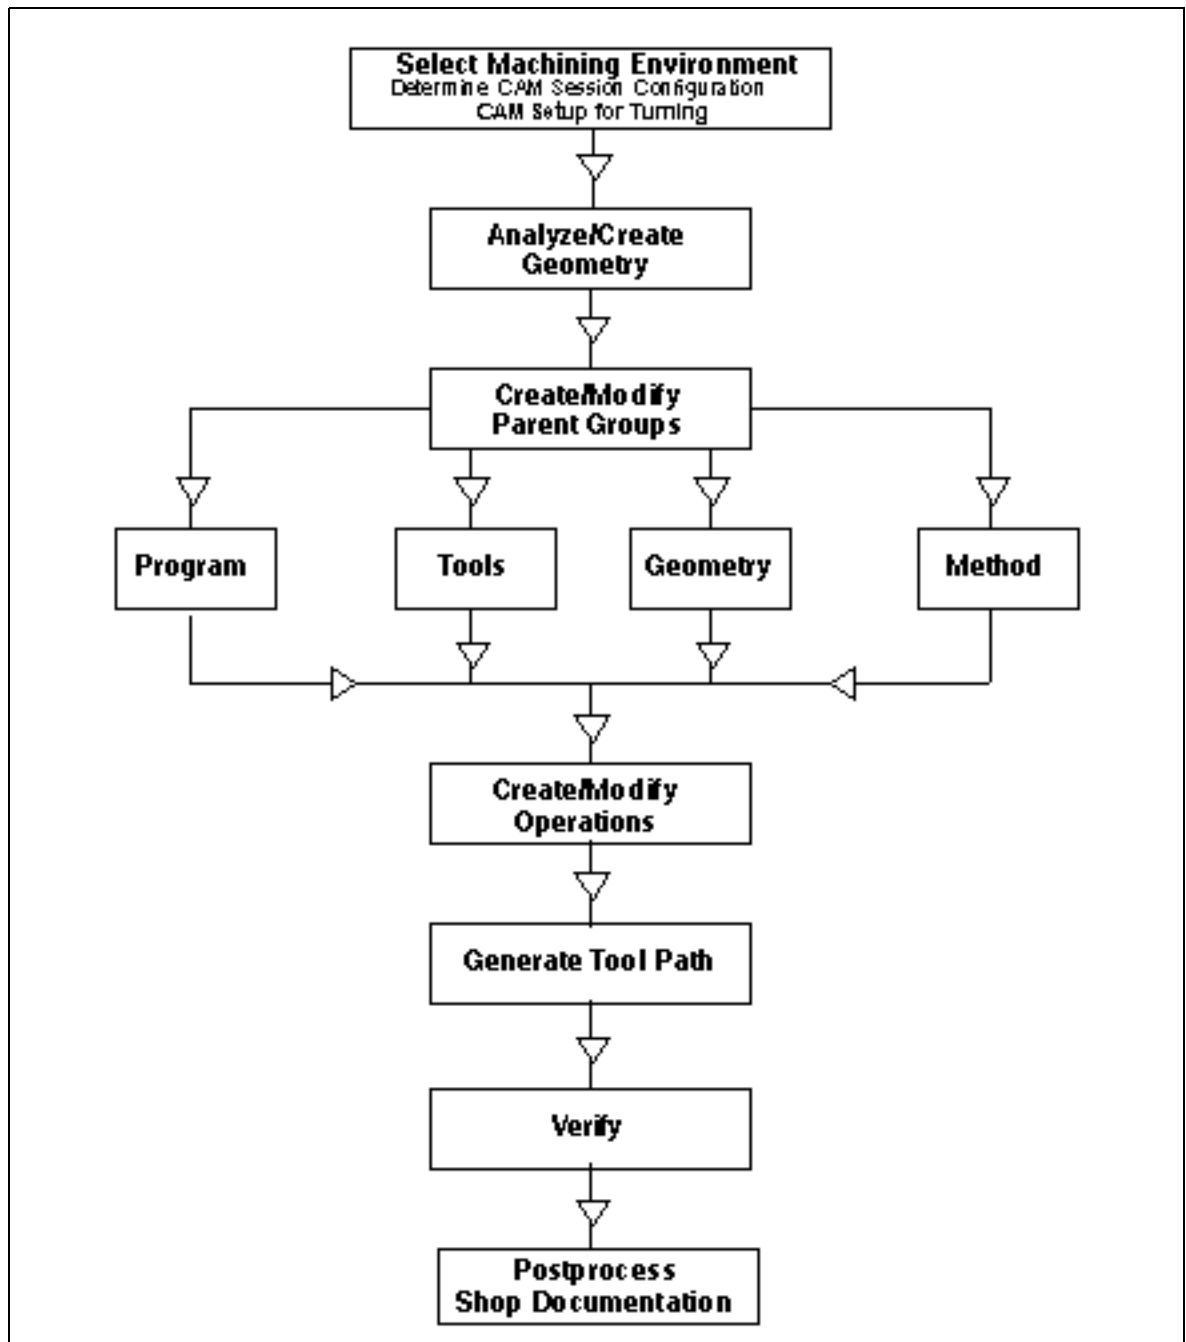 Select Machining Environment
Determine CAM Session Configuration
CAM Setup for Turning
Analyze/Create
Geometry
Create/Modify
Parent Groups
Program
Tools
Geometry
Method
Create/Modify
Operations
Generate Tool Path
Verify
Postprocess
Shop Documentation